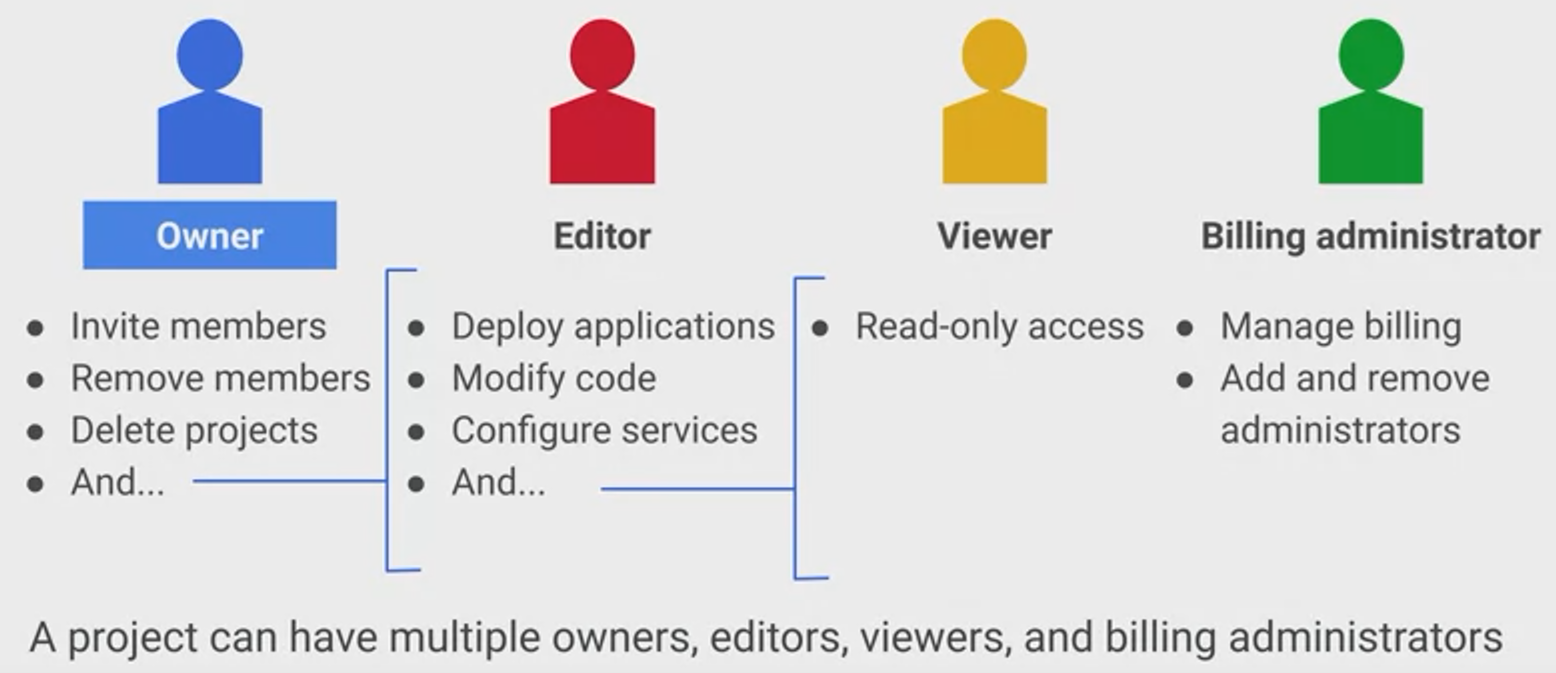 Owner
Invite members
Remove members
Delete projects
And...
Editor
Deploy applications
Modify code
Configure services
And...
Viewer
Read-only access
Billing administrator
Manage billing
Add and remove
administrators
A project can have multiple owners, editors, viewers, and billing administrators